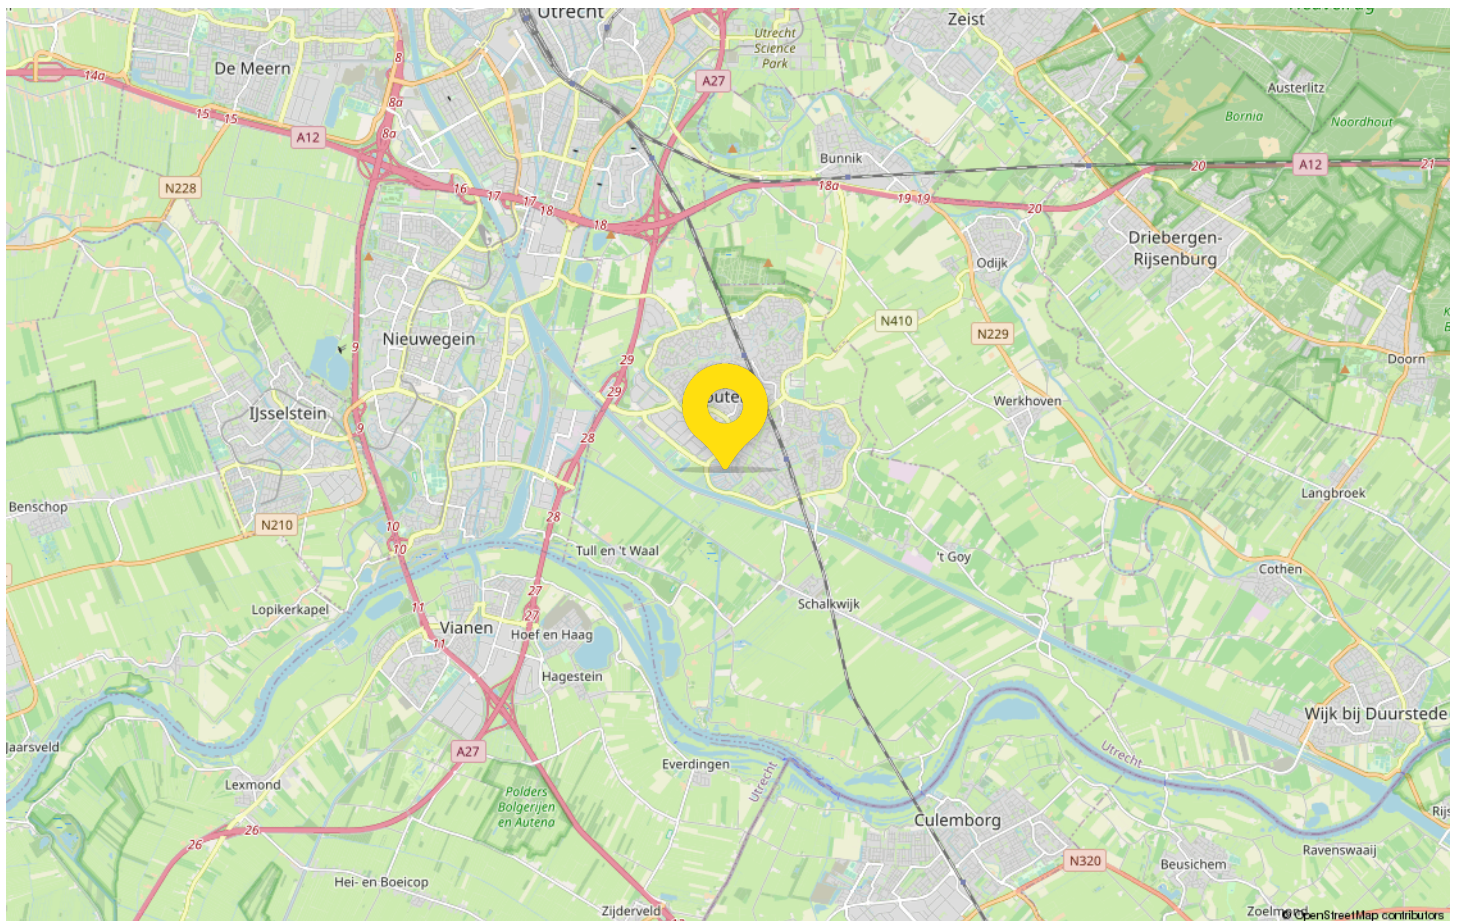 Utrecht
Zeist
Utrecht
Science
Park
De Meern
8
14a
A27
8a
Austerlitz
15
15
Bornia
Noordhout
8a
A12
Bunnik
20
A12
21
N228
16
17
17
18
18
18a
19
19
20
Driebergen-
Rijsenburg
Odijk
N410
N229
Nieuwegein
9
29
29
Doorn
Werkhoven
IJsselstein
9
28
Langbroek
Benschop
N210
10
10
28
Tull en 't Waal
't Goy
Cothen
27
Schalkwijk
Lopikerkapel
11
27
Vianen
Hoef en Haag
11
Hagestein
Wijk bij Duurstede
Jaarsveld
A27
Utrecht
Everdingen
Utrecht
Lexmond
Polders
Bolgerijen
en Autena
26
Culemborg
26
N320
Ravenswaaij
Beusichem
Hei- en Boeicop
Zijderveld
© OpenStreetMap contributors